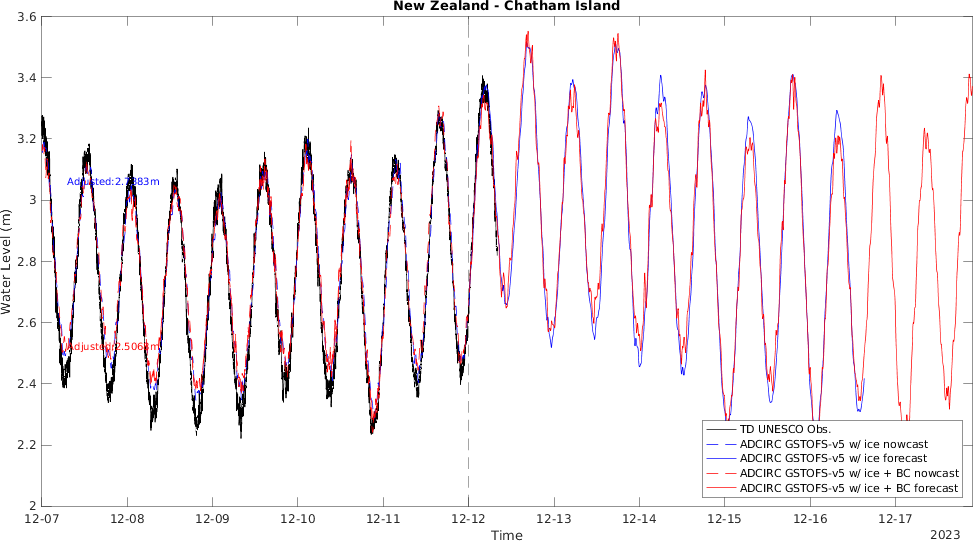 New Zealand - Chatham Island
Water Level (m)
3.6
3.4
3.2
3
2.8
2.6
2.4
2.2
2
Adjusted:
Adjusted:2.5068m
TD UNESCO Obs.
ADCIRC GSTOFS-v5 w/ ice nowcast
ADCIRC GSTOFS-v5 w/ ice forecast
ADCIRC GSTOFS-v5 w/ ice + BC nowcast
ADCIRC GSTOFS-v5 w/ ice + BC forecast
12-07 12-08 12-09 12-10 12-11 12-12 12-13 12-14 12-15 12-16 12-17
Time
2023